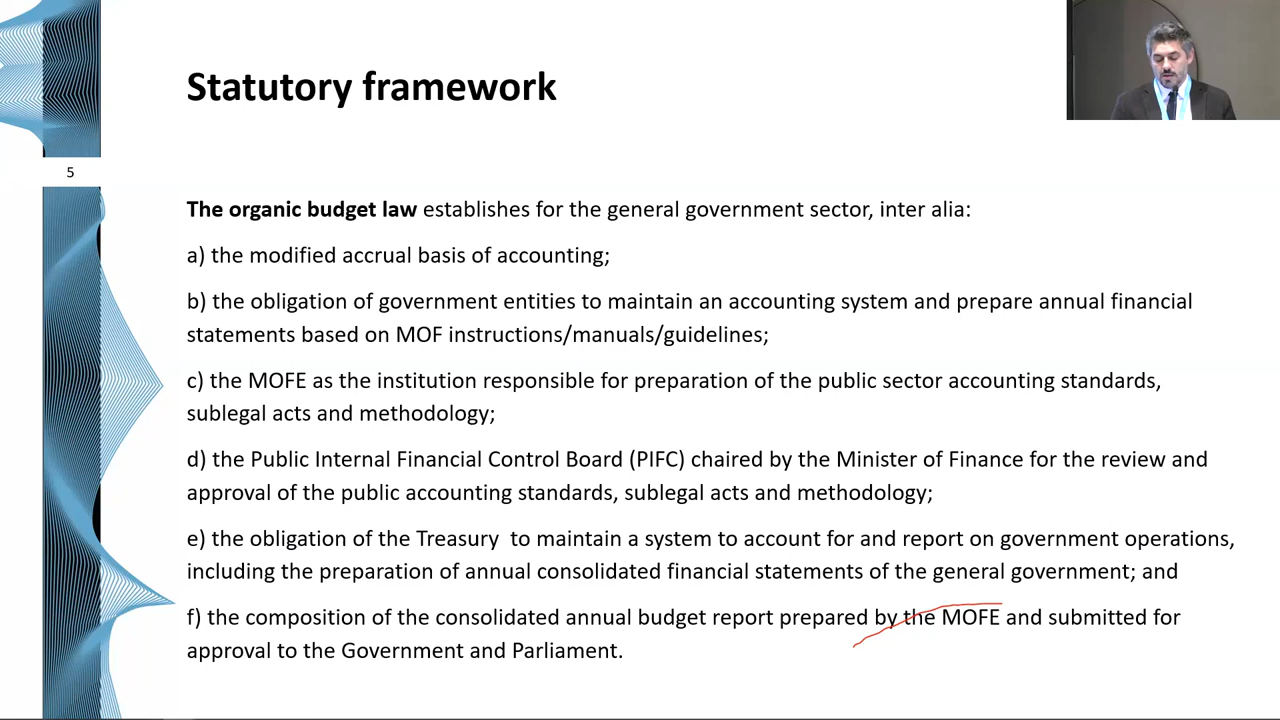 Statutory framework
5
The organic budget law establishes for the general government sector, inter alia:
a) the modified accrual basis of accounting;
b) the obligation of government entities to maintain an accounting system and prepare annual financial
statements based on MOF instructions/manuals/guidelines;
c) the MOFE as the institution responsible for preparation of the public sector accounting standards,
sublegal acts and methodology;
d) the Public Internal Financial Control Board (PIFC) chaired by the Minister of Finance for the review and
approval of the public accounting standards, sublegal acts and methodology;
e) the obligation of the Treasury  to maintain a system to account for and report on government operations,
including the preparation of annual consolidated financial statements of the general government; and
f) the composition of the consolidated annual budget report prepared by the MOFE and submitted for
approval to the Government and Parliament.